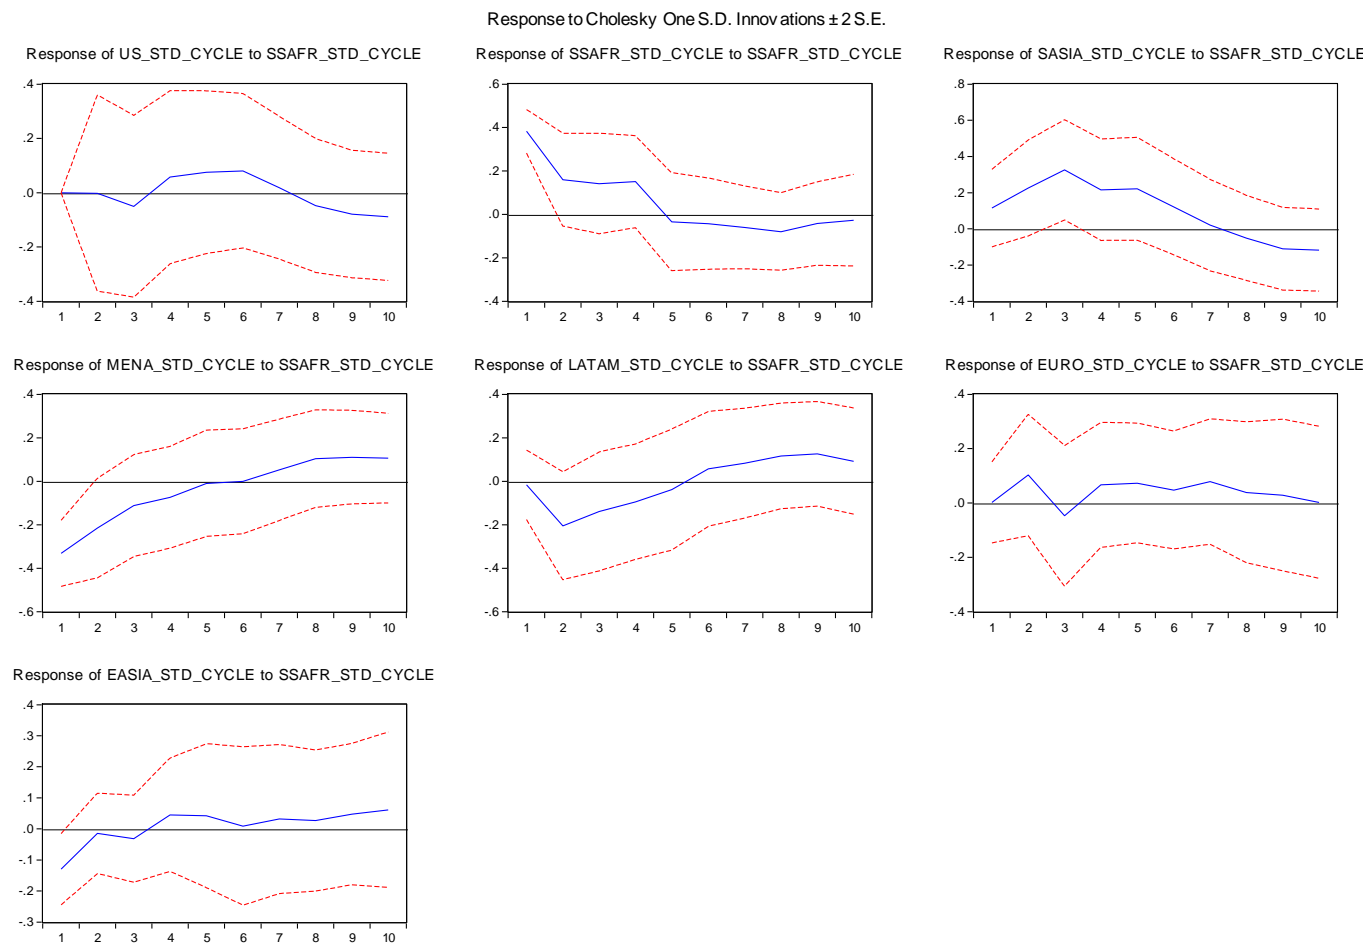 Response to Cholesky One S.D. Innovations ± 2 S.E.
Response of US_STD_CYCLE to SSAFR_STD_CYCLE
.4
.2
.0
-.2
-.4
1 2 3 4 5 6 7 8 9 10
Response of SSAFR_STD_CYCLE to SSAFR_STD_CYCLE
.6
.4
.2
.0
-.2
-.4
1 2 3 4 5 6 7 8 9 10
Response of SASIA_STD_CYCLE to SSAFR_STD_CYCLE
.8
.6
.4
.2
.0
-.2
-.4
1 2 3 4 5 6 7 8 9 10
Response of MENA_STD_CYCLE to SSAFR_STD_CYCLE
.4
.2
.0
-.2
-.4
-.6
1 2 3 4 5 6 7 8 9 10
Response of LATAM_STD_CYCLE to SSAFR_STD_CYCLE
.4
.2
.0
-.2
-.4
-.6
1 2 3 4 5 6 7 8 9 10
Response of EURO_STD_CYCLE to SSAFR_STD_CYCLE
.4
.2
.0
-.2
-.4
1 2 3 4 5 6 7 8 9 10
Response of EASIA_STD_CYCLE to SSAFR_STD_CYCLE
.4
.3
.2
.1
.0
-.1
-.2
-.3
1 2 3 4 5 6 7 8 9 10